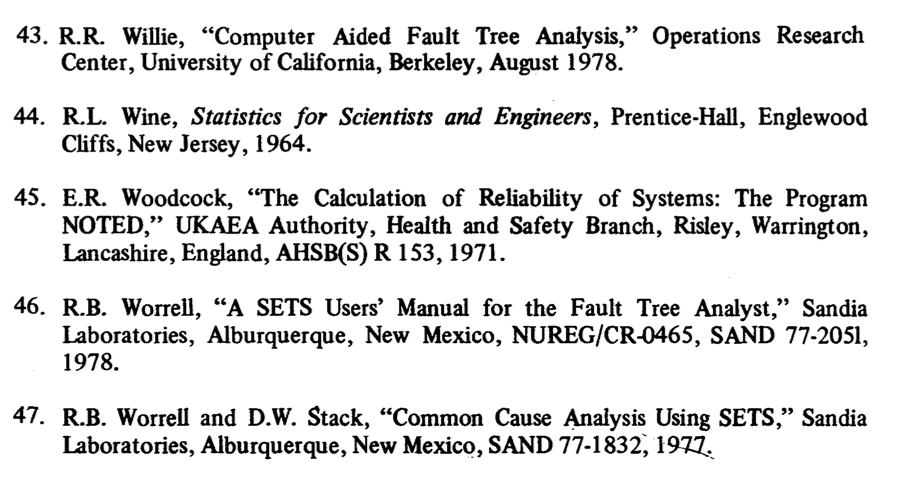 43. R.R. Willie, “Computer Aided Fault Tree Analysis,” Operations Research
Center, University of California, Berkeley, August 1978.
44. R.L. Wine, Statistics for Scientists and Engineers, Prentice-Hall, Englewood
Cliffs, New Jersey, 1964.
45. E.R. Woodcock, “The Calculation of Reliability of Systems: The Program
NOTED,” UKAEA Authority, Health and Safety Branch, Risley, Warrington,
Lancashire, England, AHSB(S) R 153, 1971.
46. R.B. Worrell, “A SETS Users’ Manual for the Fault Tree Analyst,” Sandia
Laboratories, Alburquerque, New Mexico, NUREG/CR-0465, SAND 77-2051,
1978.
47. R.B. Worrell and D.W. Stack, “Common Cause Analysis Using SETS,” Sandia
Laboratories, Alburquerque, New Mexico, SAND 77-1832, 1977.